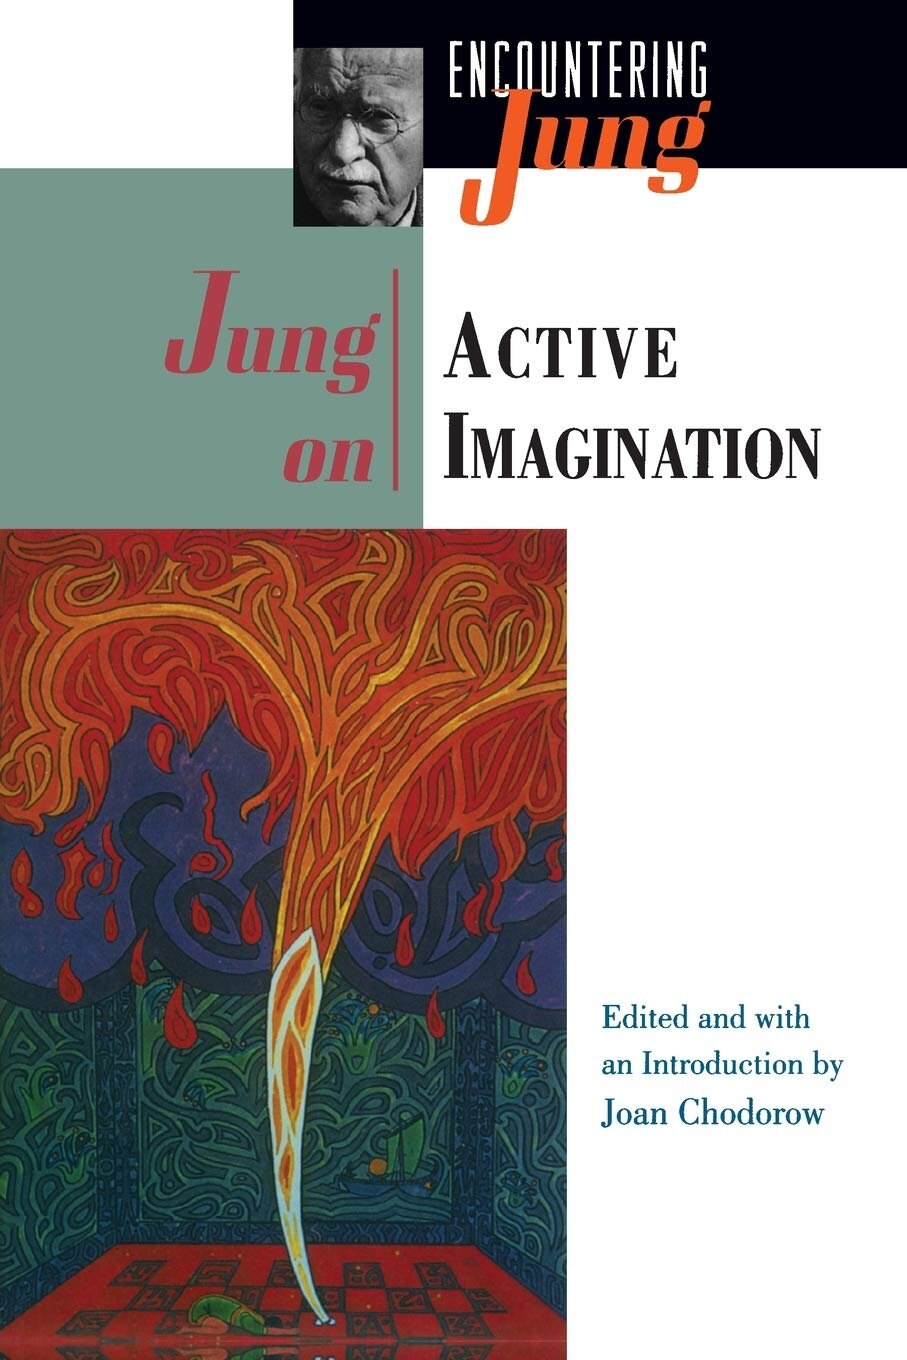 ENCOUNTERING
Jung
Jung
on
ACTIVE
IMAGINATION
Edited and with
an Introduction by
Joan Chodorow